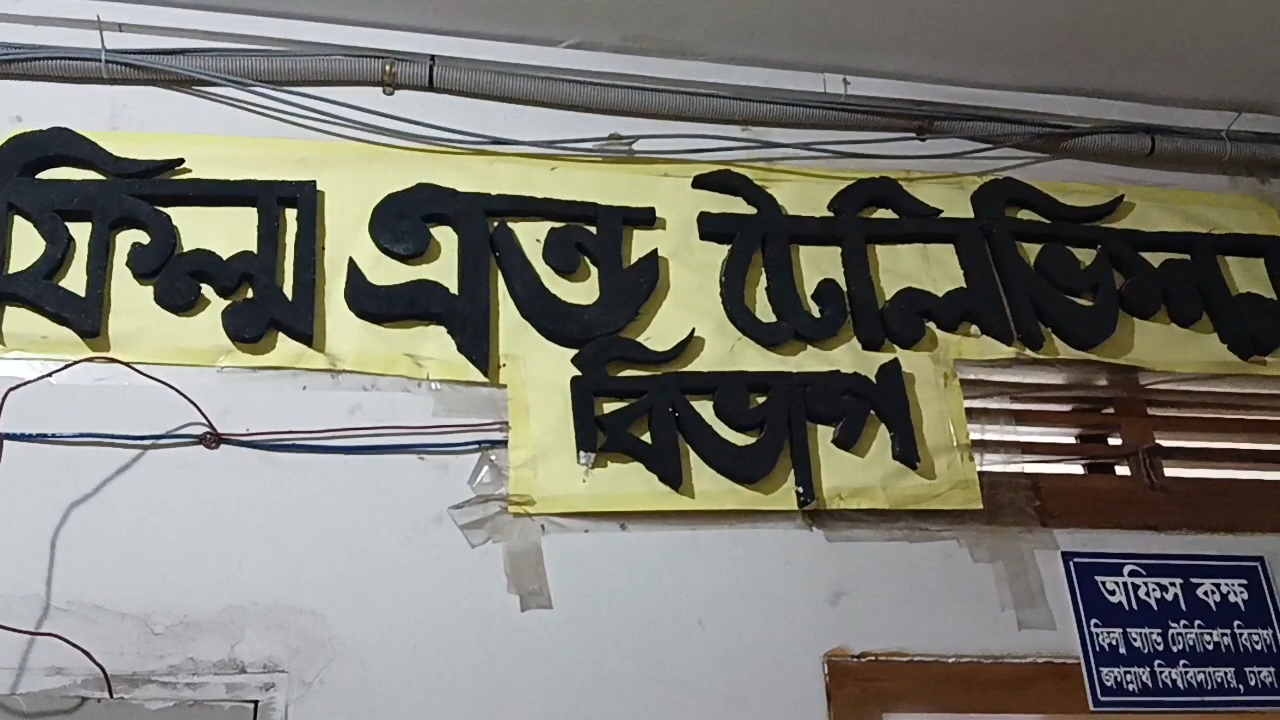 ফিল্ম এন্ড টেলিভিশন
বিভাগ
অফিস কক্ষ
ফিল্ম অ্যান্ড টেলিভিশন বিভাগ
জগন্নাথ বিশ্ববিদ্যালয়, ঢাকা